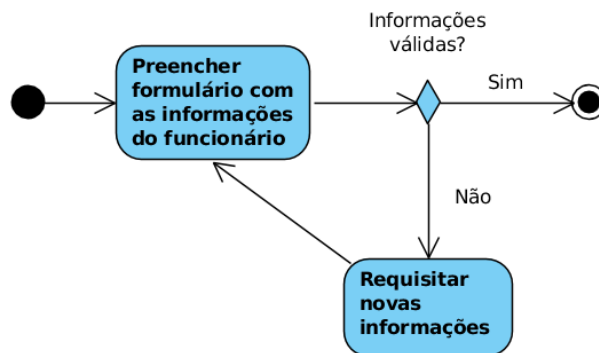 Informações
válidas?
Preencher
formulário com
as informações
do funcionário
Sim
Não
Requisitar
novas
informações